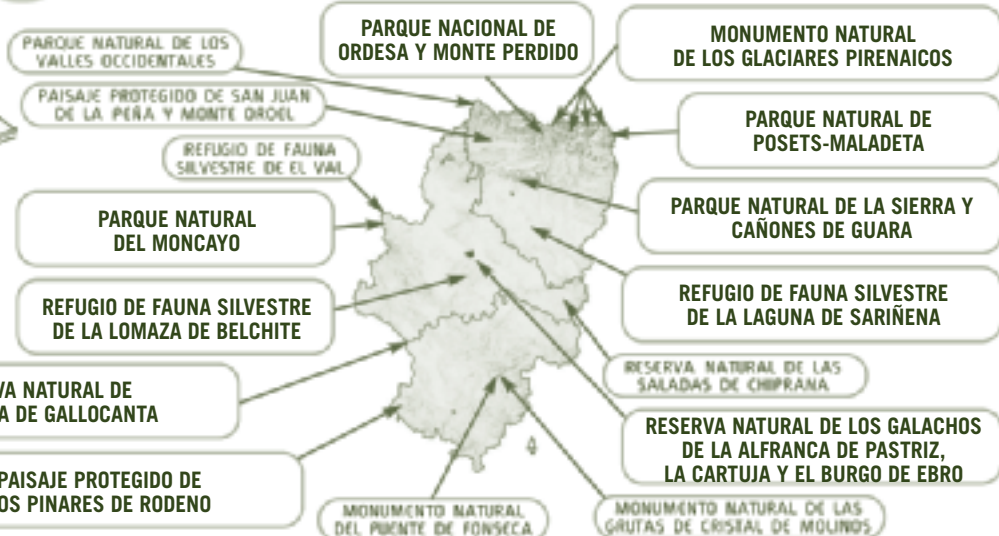 PARQUE NATURAL DE LOS
VALLES OCCIDENTALES
PARQUE NACIONAL DE
ORDESA Y MONTE PERDIDO
MONUMENTO NATURAL
DE LOS GLACIARES PIRENAICOS
PAISAJE PROTEGIDO DE SAN JUAN
DE LA PEÑA Y MONTE OROEL
PARQUE NATURAL DE
POSETS-MALADETA
REFUGIO DE FAUNA
SILVESTRE DE EL VAL
PARQUE NATURAL
DEL MONCAYO
PARQUE NATURAL DE LA SIERRA Y
CAÑONES DE GUARA
REFUGIO DE FAUNA SILVESTRE
DE LA LOMAZA DE BELCHITE
REFUGIO DE FAUNA SILVESTRE
DE LA LAGUNA DE SARIÑENA
VA NATURAL DE
A DE GALLOCANTA
RESERVA NATURAL DE LAS
SALADAS DE CHIPRANA
RESERVA NATURAL DE LOS GALACHOS
DE LA ALFRANCA DE PASTRIZ,
LA CARTUJA Y EL BURGO DE EBRO
PAISAJE PROTEGIDO DE
OS PINARES DE RODENO
MONUMENTO NATURAL
DEL PUENTE DE FONSECA
MONUMENTO NATURAL DE LAS
GRUTAS DE CRISTAL DE MOLINOS